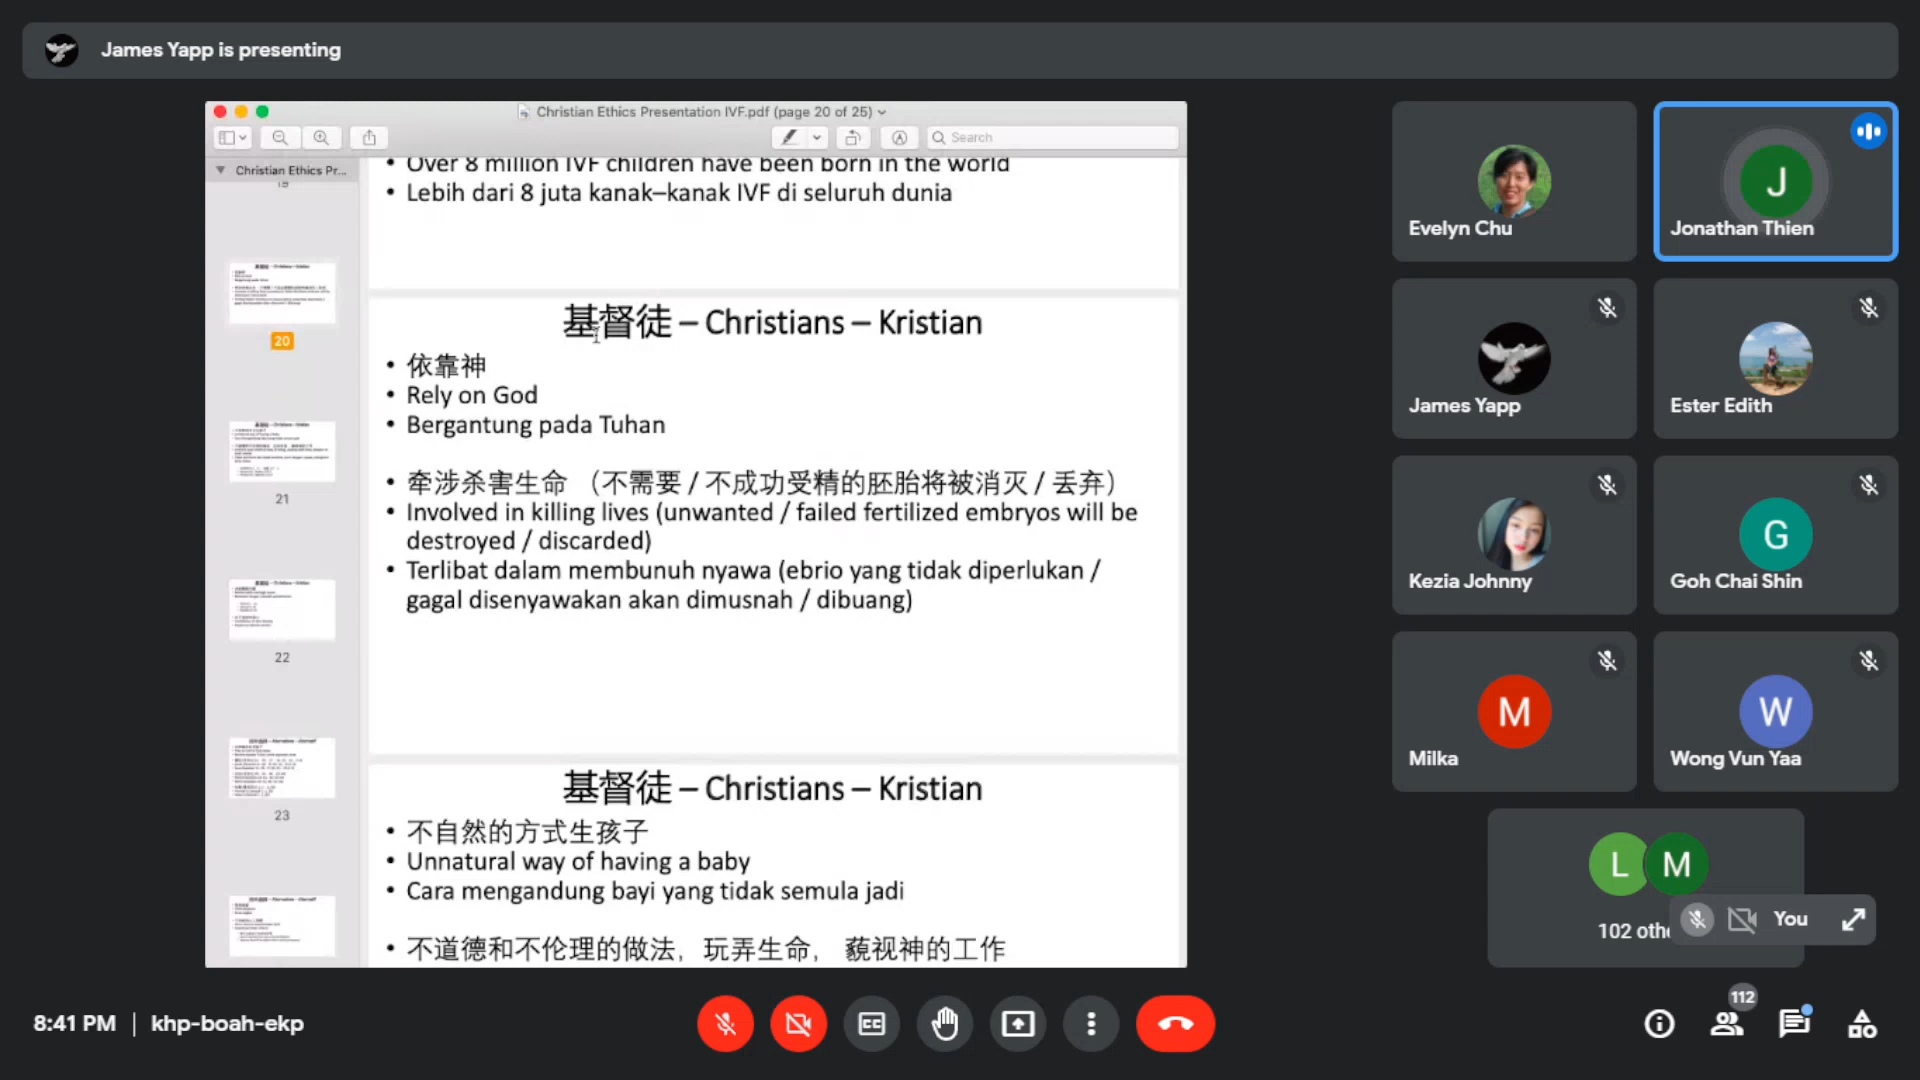 James Yapp is presenting
Christian Ethics Presentation IVF.pdf (page 20 of 25)
Search
Christian Ethics Pr...
19
20
21
22
23
• Over 8 million IVF children have been born in the world
• Lebih dari 8 juta kanak–kanak IVF di seluruh dunia
基督徒 – Christians – Kristian
• 依靠神
• Rely on God
• Bergantung pada Tuhan
• 牵涉杀害生命 （不需要 / 不成功受精的胚胎将被消灭 / 丢弃）
• Involved in killing lives (unwanted / failed fertilized embryos will be
destroyed / discarded)
• Terlibat dalam membunuh nyawa (ebrio yang tidak diperlukan /
gagal disenyawakan akan dimusnah / dibuang)
基督徒 – Christians – Kristian
• 不自然的方式生孩子
• Unnatural way of having a baby
• Cara mengandung bayi yang tidak semula jadi
• 不道德和不伦理的做法，玩弄生命， 藐视神的工作
Evelyn Chu
J
Jonathan Thien
James Yapp
Ester Edith
Kezia Johnny
G
Goh Chai Shin
M
Milka
W
Wong Vun Yaa
L M
102 othe
You
8:41 PM | khp-boah-ekp
CC
112